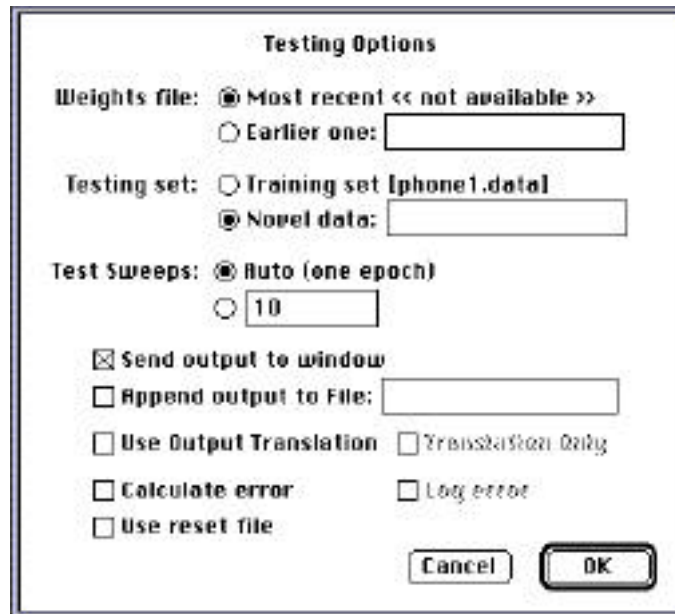 Testing Options
Weights file: Most recent << not available >>
Earlier one:
Testing set: Training set [phone1.data]
Novel data:
Test Sweeps: Auto (one epoch)
10
Send output to window
Append output to File:
Use Output Translation Translation Only
Calculate error Log error
Use reset file
Cancel OK